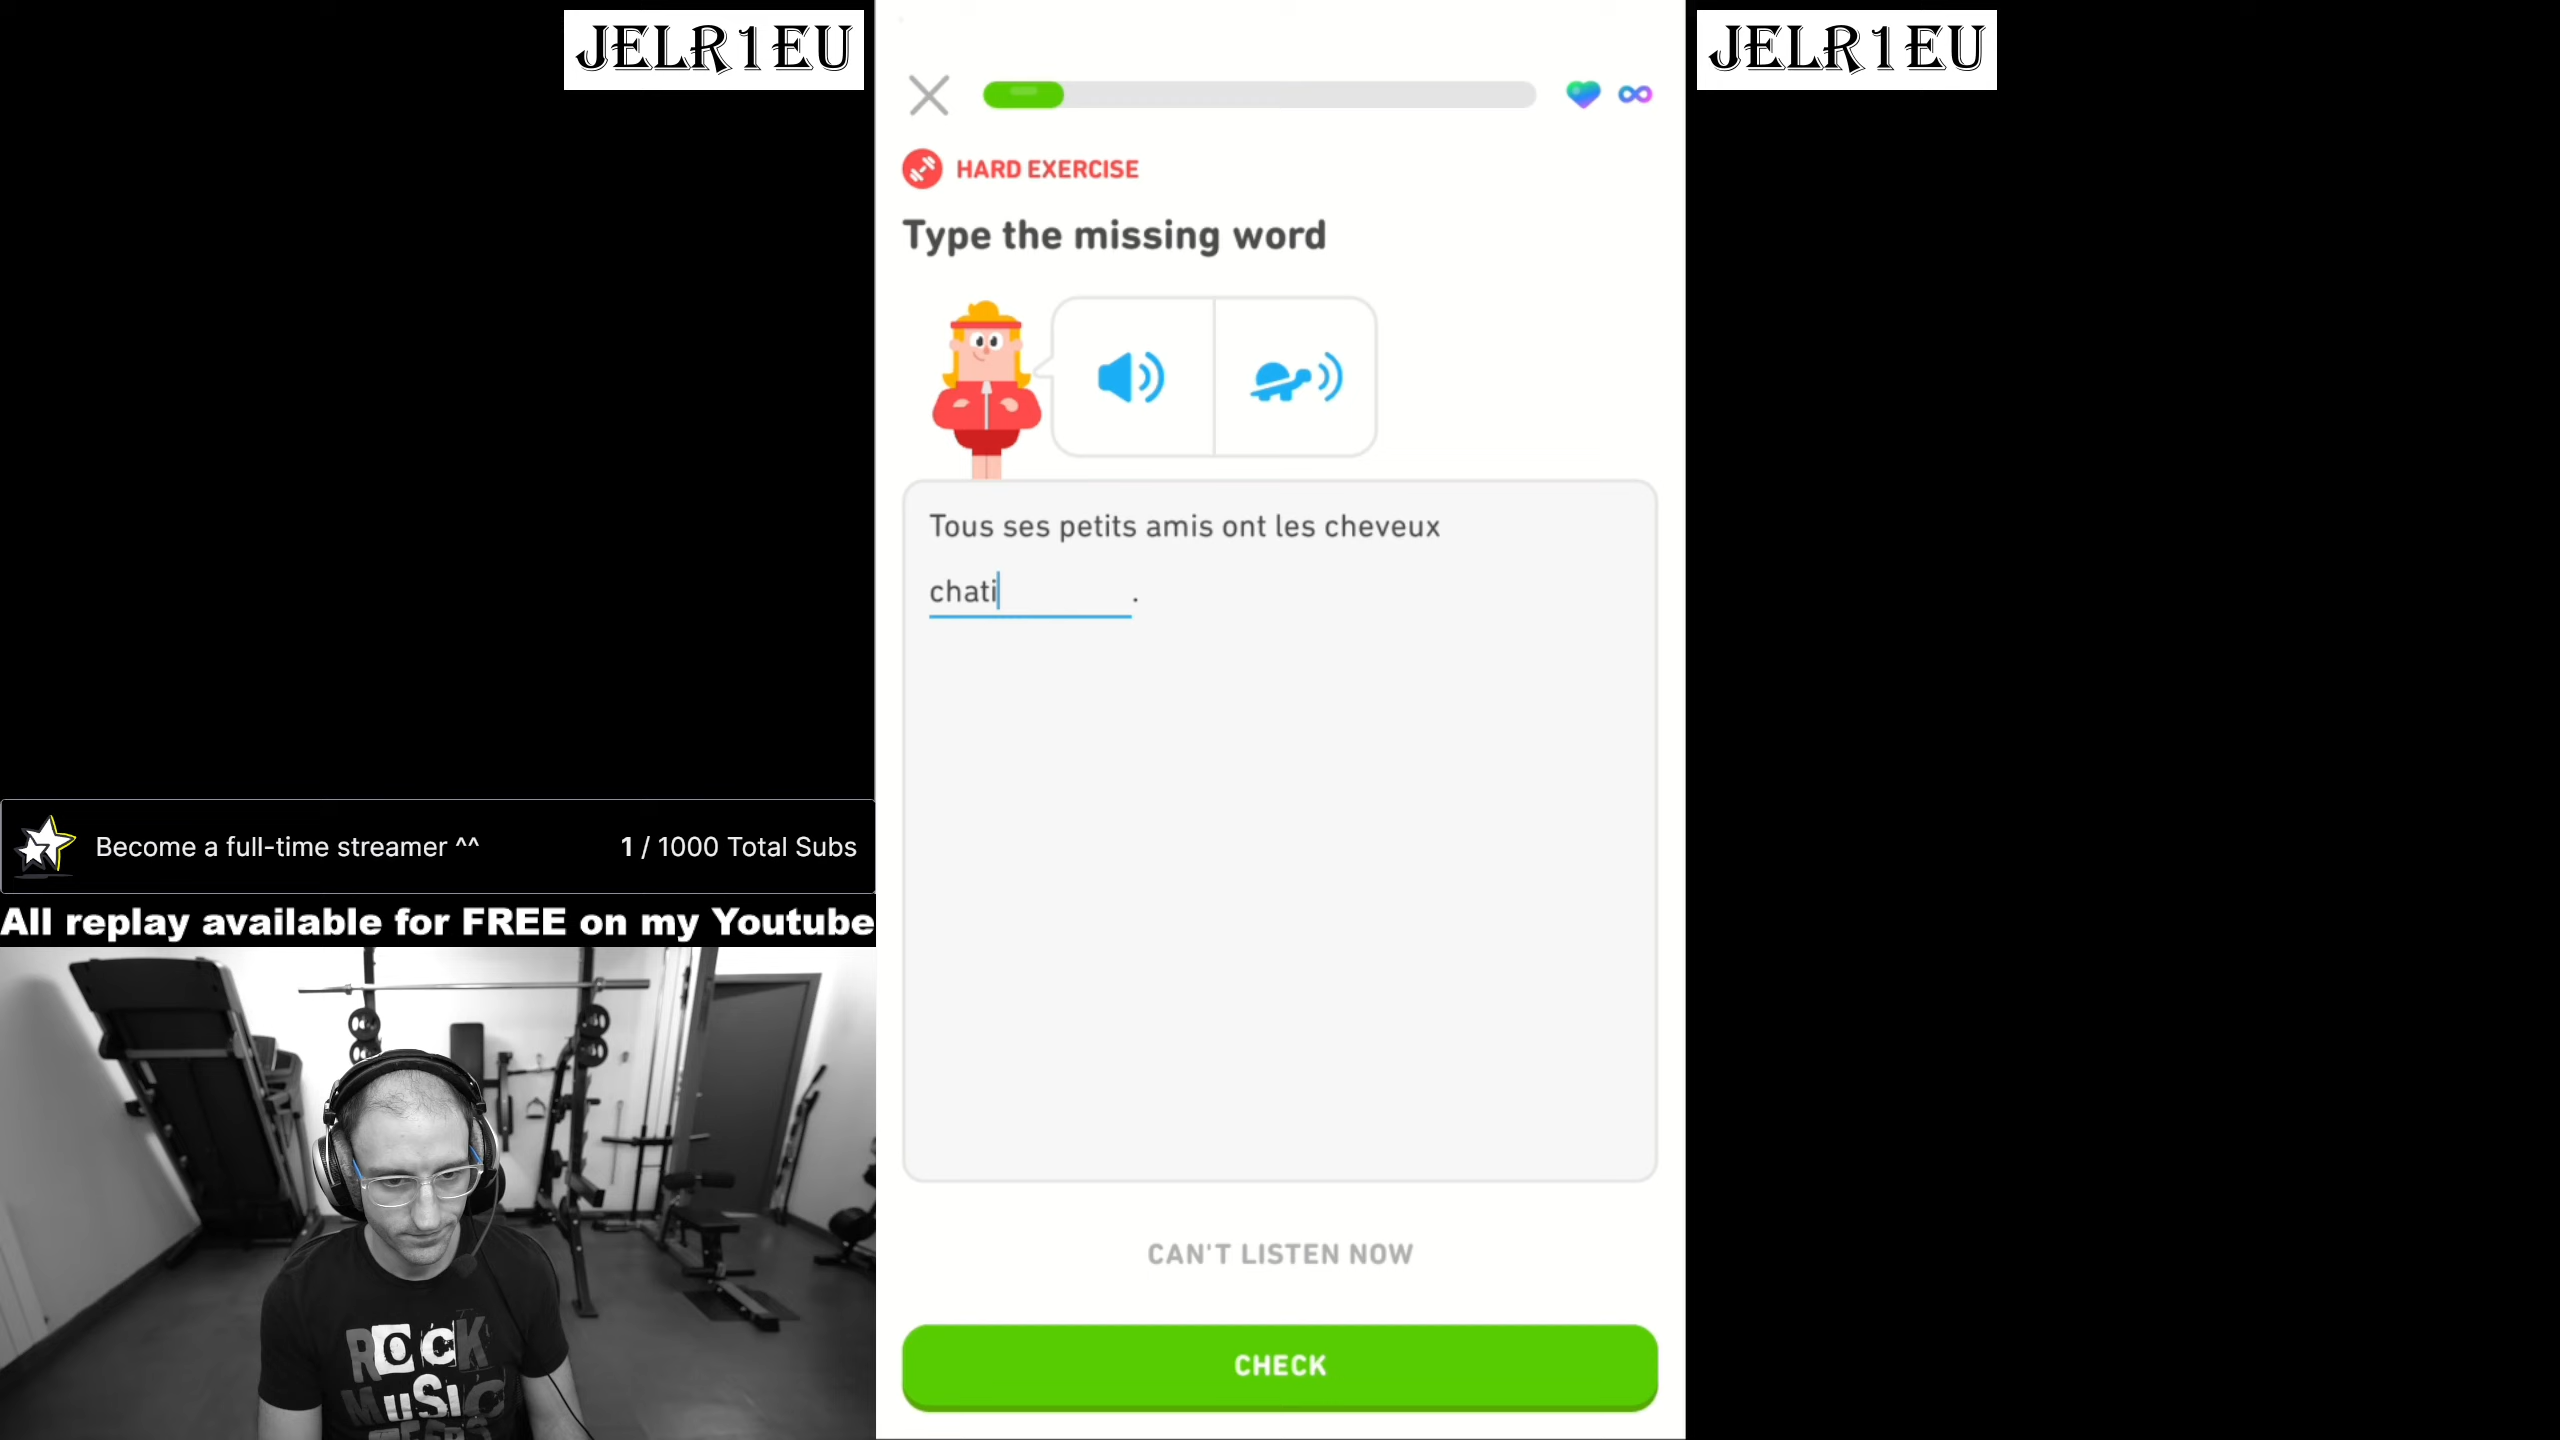 JELR1EU
JELR1EU
HARD EXERCISE
Type the missing word
Tous ses petits amis ont les cheveux
chati .
CAN'T LISTEN NOW
CHECK
Become a full-time streamer ^^ 1 / 1000 Total Subs
All replay available for FREE on my Youtube
ROCK
MUSIC